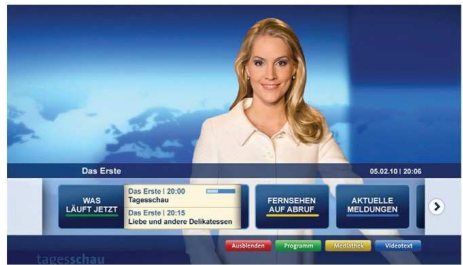 Das Erste
05.02.10 | 20:06
WAS
LÄUFT JETZT
Das Erste | 20:00
Tagesschau
Das Erste | 20:15
Liebe und andere Delikatessen
FERNSEHEN
AUF ABRUF
AKTUELLE
MELDUNGEN
Ausblenden
Programm
Mediathek
Videotext
tagesschau